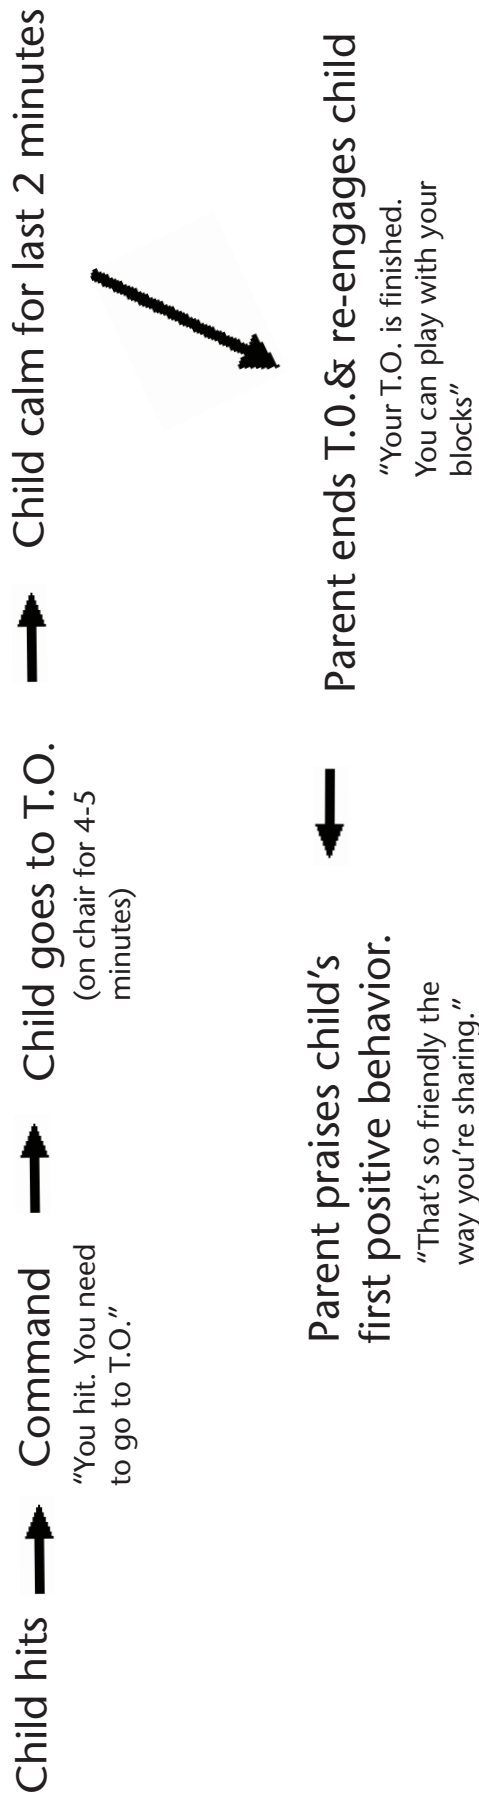 Child hits
Command
“You hit. You need
to go to T.O.”
Child goes to T.O.
(on chair for 4-5
minutes)
Child calm for last 2 minutes
Parent ends T.O.& re-engages child
“Your T.O. is finished.
You can play with your
blocks”
Parent praises child’s
first positive behavior.
“That’s so friendly the
way you’re sharing.”